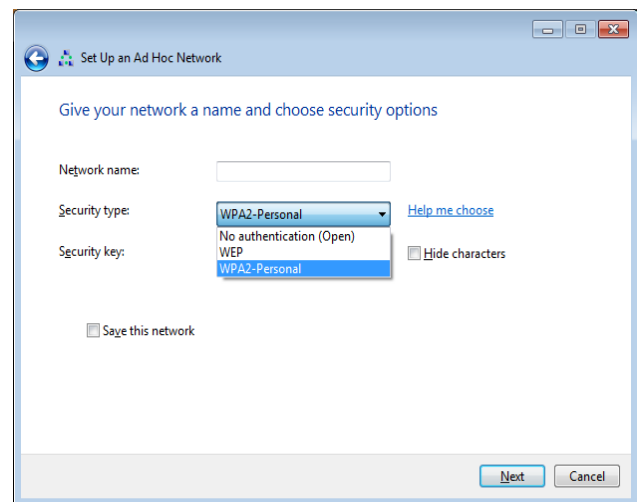 Set Up an Ad Hoc Network
Give your network a name and choose security options
Network name:
Security type: WPA2-Personal Help me choose
No authentication (Open)
Security key: WEP Hide characters
WPA2-Personal
Save this network
Next Cancel